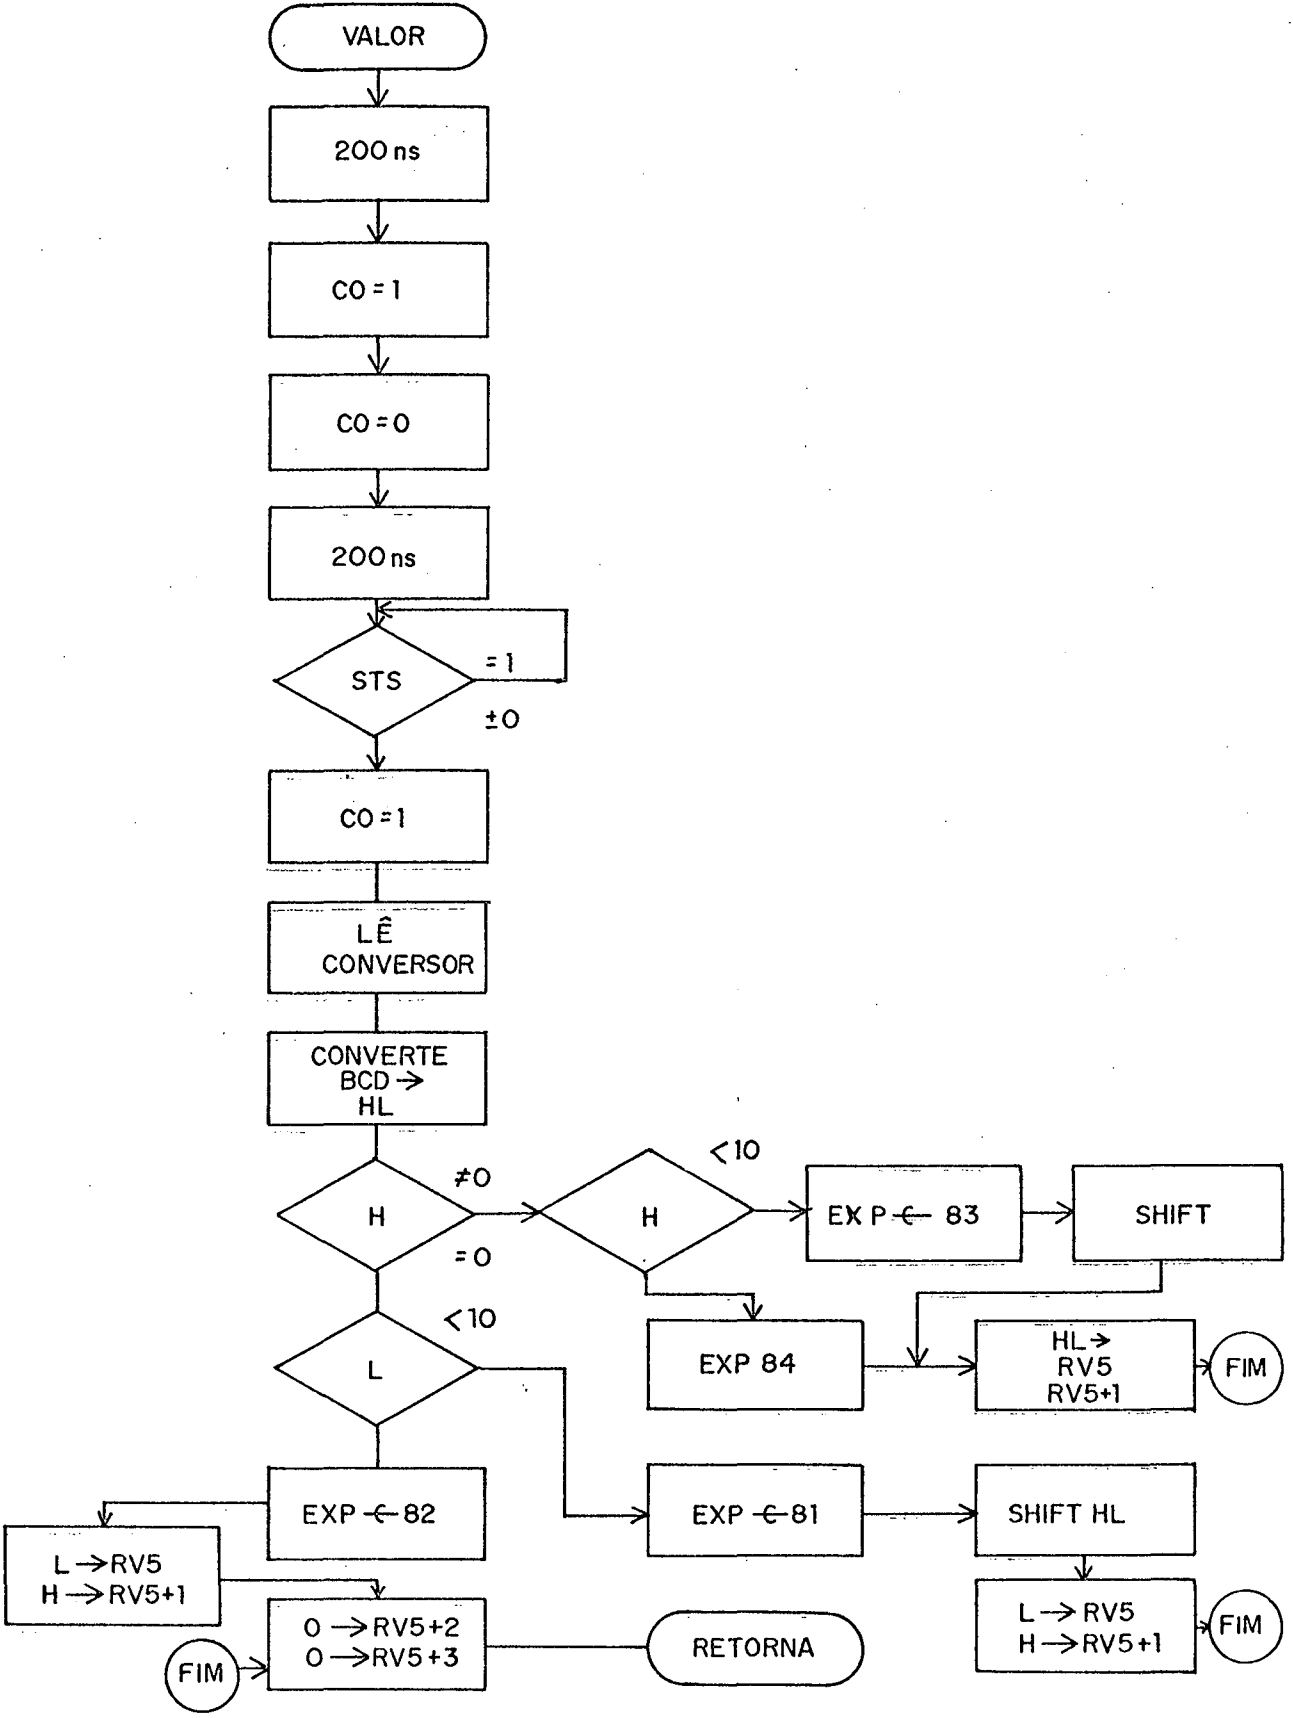 VALOR
200 ns
CO = 1
CO = 0
200 ns
STS
= 1
±0
CO = 1
LÊ
CONVERSOR
CONVERTE
BCD →
HL
H
≠0
=0
H
<10
EXP ← 83
SHIFT
L
<10
EXP 84
HL →
RV5
RV5+1
FIM
EXP ← 82
EXP ← 81
SHIFT HL
L → RV5
H → RV5+1
L → RV5
H → RV5+1
FIM
0 → RV5+2
0 → RV5+3
FIM
RETORNA